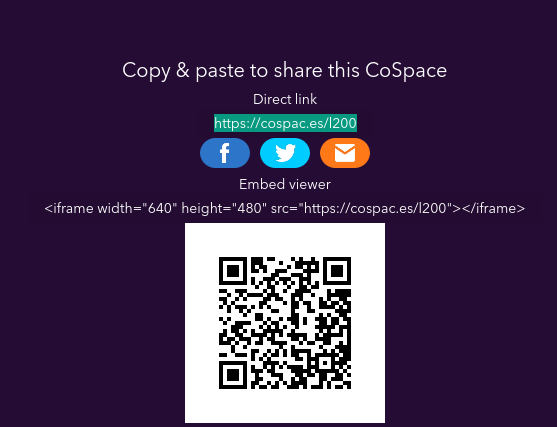 Copy & paste to share this CoSpace
Direct link
https://cospac.es/l200
f
Embed viewer
<iframe width="640" height="480" src="https://cospac.es/l200"></iframe>